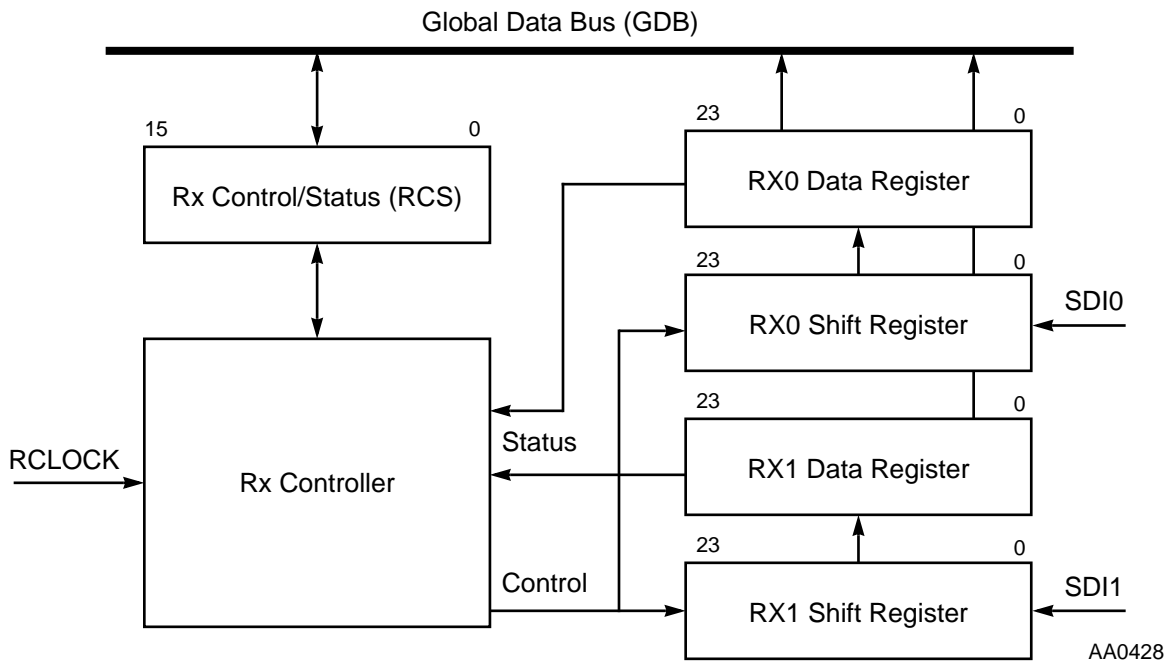 Global Data Bus (GDB)
15 0
Rx Control/Status (RCS)
23 0
RX0 Data Register
23 0
RX0 Shift Register
SDI0
23 0
RX1 Data Register
Status
RCLOCK
Rx Controller
23 0
RX1 Shift Register
Control
SDI1
AA0428